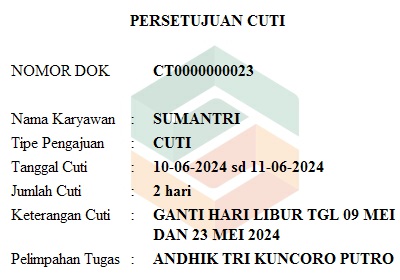 PERSETUJUAN CUTI
NOMOR DOK CT0000000023
Nama Karyawan : SUMANTRI
Tipe Pengajuan : CUTI
Tanggal Cuti : 10-06-2024 sd 11-06-2024
Jumlah Cuti : 2 hari
Keterangan Cuti : GANTI HARI LIBUR TGL 09 MEI
DAN 23 MEI 2024
Pelimpahan Tugas : ANDHIK TRI KUNCORO PUTRO